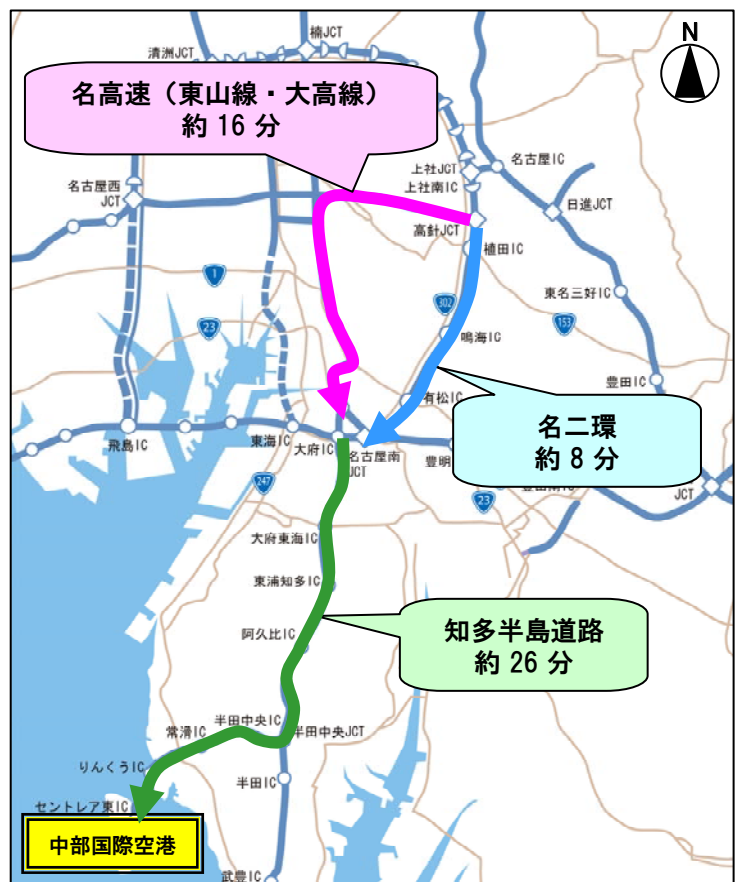 楠JCT
N
清洲JCT
名高速（東山線・大高線）
約 16 分
上社JCT
名古屋IC
上社南IC
名古屋西
JCT
日進JCT
高針JCT
植田IC
1
302
東名三好IC
23
153
鳴海IC
豊田IC
有松IC
名二環
約 8 分
飛島IC
東海IC
大府IC
名古屋南
JCT
豊明
247
23
JCT
大府東海IC
東浦知多IC
知多半島道路
約 26 分
阿久比IC
半田中央IC
常滑IC
半田中央JCT
りんくうIC
半田IC
セントレア東IC
中部国際空港
武豊IC